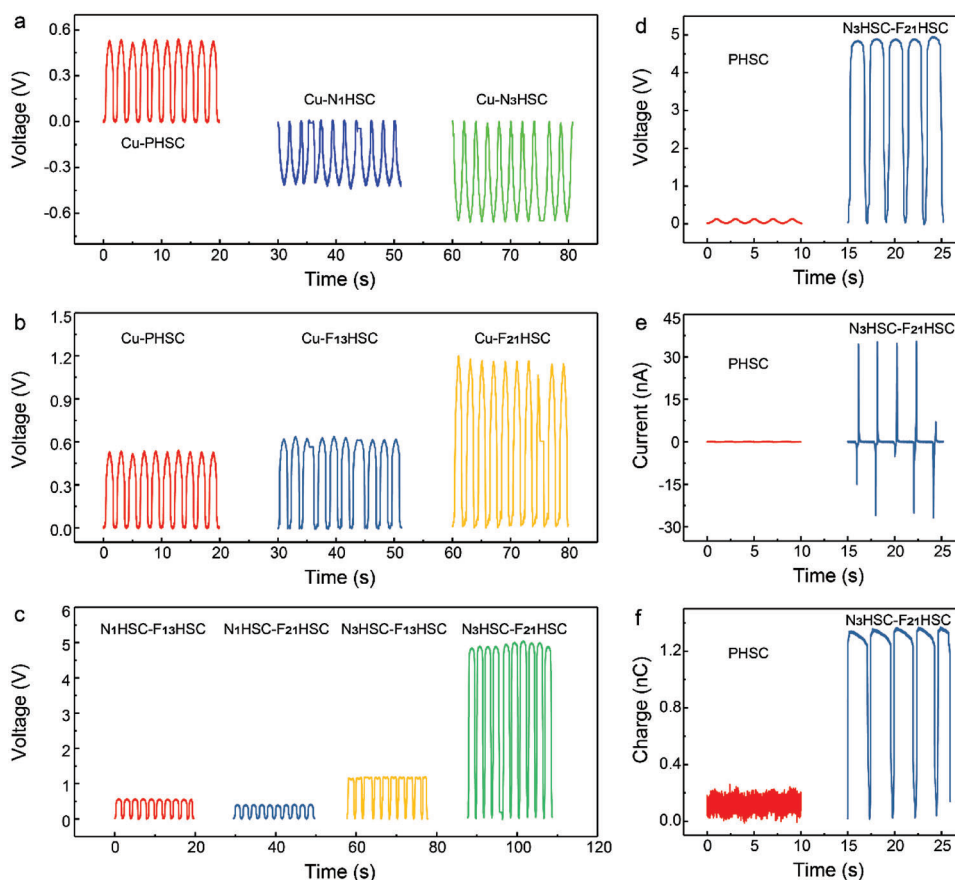 a
0.6
0.3
0.0
-0.3
-0.6
Voltage (V)
Cu-PHSC
Cu-N₁HSC
Cu-N₃HSC
0 10 20 30 40 50 60 70 80
Time (s)
b
1.5
1.2
0.9
0.6
0.3
0.0
Voltage (V)
Cu-PHSC
Cu-F₁₃HSC
Cu-F₂₁HSC
0 10 20 30 40 50 60 70 80
Time (s)
c
6
5
4
3
2
1
0
Voltage (V)
N₁HSC-F₁₃HSC N₁HSC-F₂₁HSC N₃HSC-F₁₃HSC N₃HSC-F₂₁HSC
0 20 40 60 80 100 120
Time (s)
d
5
4
3
2
1
0
Voltage (V)
PHSC
N₃HSC-F₂₁HSC
0 5 10 15 20 25
Time (s)
e
45
30
15
0
-15
-30
Current (nA)
PHSC
N₃HSC-F₂₁HSC
0 5 10 15 20 25
Time (s)
f
1.2
0.8
0.4
0.0
Charge (nC)
PHSC
N₃HSC-F₂₁HSC
0 5 10 15 20 25
Time (s)